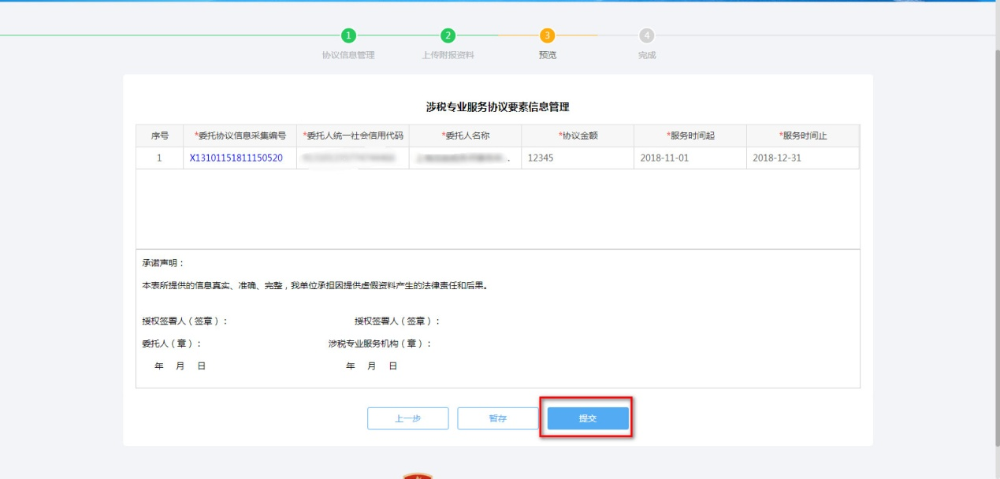 1 2 3 4
协议信息管理 上传附报资料 预览 完成
涉税专业服务协议要素信息管理
序号 *委托协议信息采集编号 *委托人统一社会信用代码 *委托人名称 *协议金额 *服务时间起 *服务时间止
1 X13101151811150520 12345 2018-11-01 2018-12-31
承诺声明：
本表所提供的信息真实、准确、完整，我单位承担因提供虚假资料产生的法律责任和后果。
授权签署人（签章）： 授权签署人（签章）：
委托人（章）： 涉税专业服务机构（章）：
年 月 日 年 月 日
上一步 暂存 提交